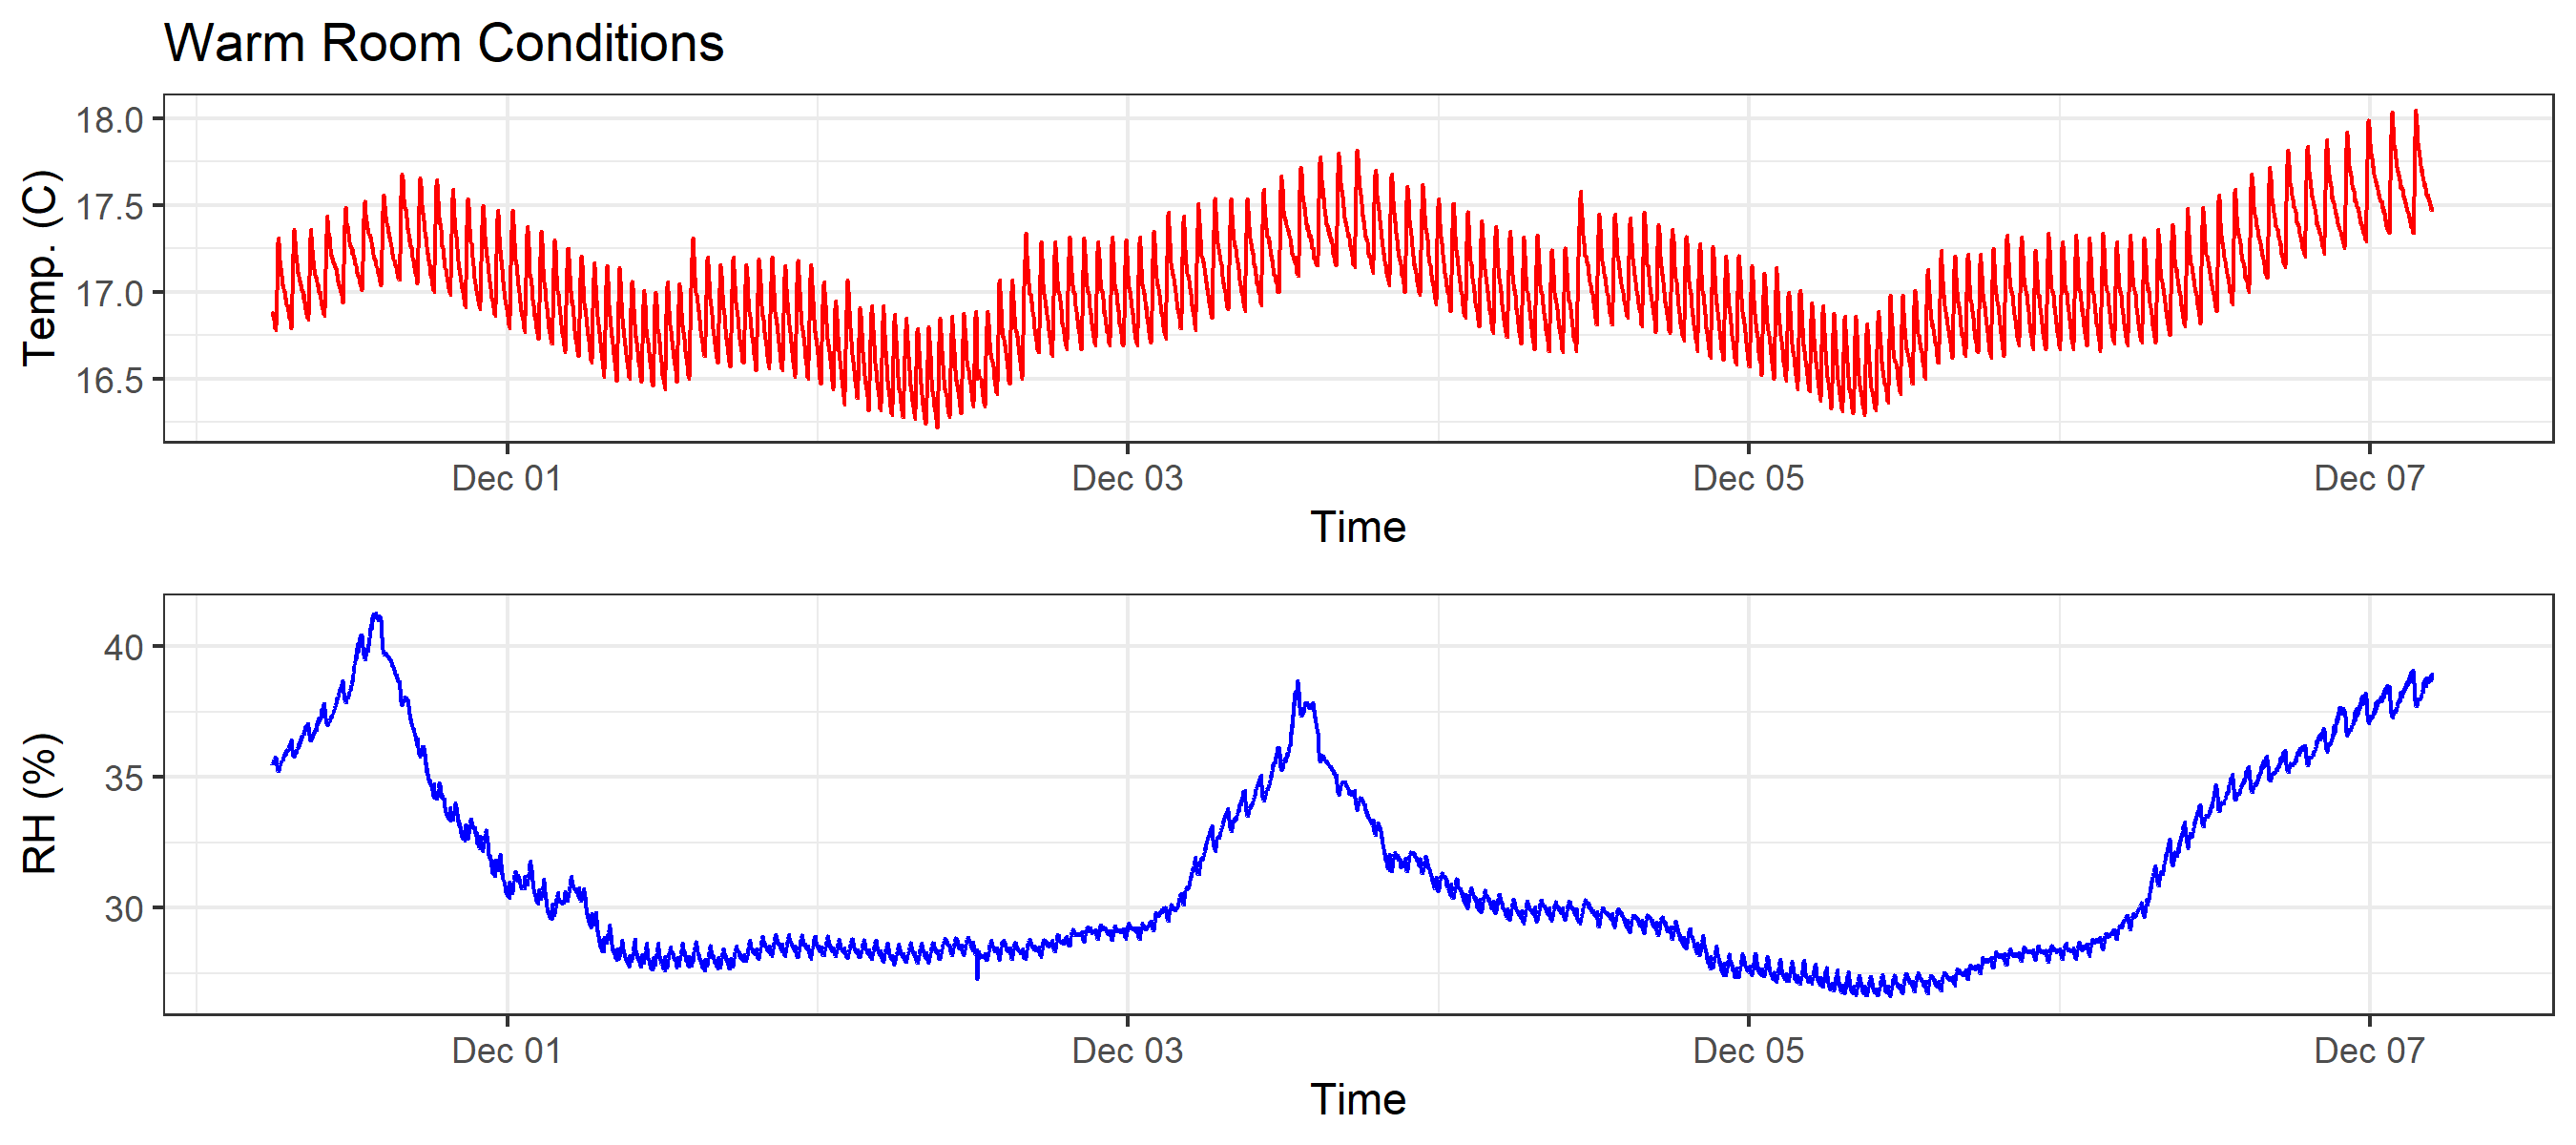 Warm Room Conditions
18.0
17.5
17.0
16.5
Temp. (C)
Dec 01 Dec 03 Dec 05 Dec 07
Time
40
35
30
RH (%)
Dec 01 Dec 03 Dec 05 Dec 07
Time